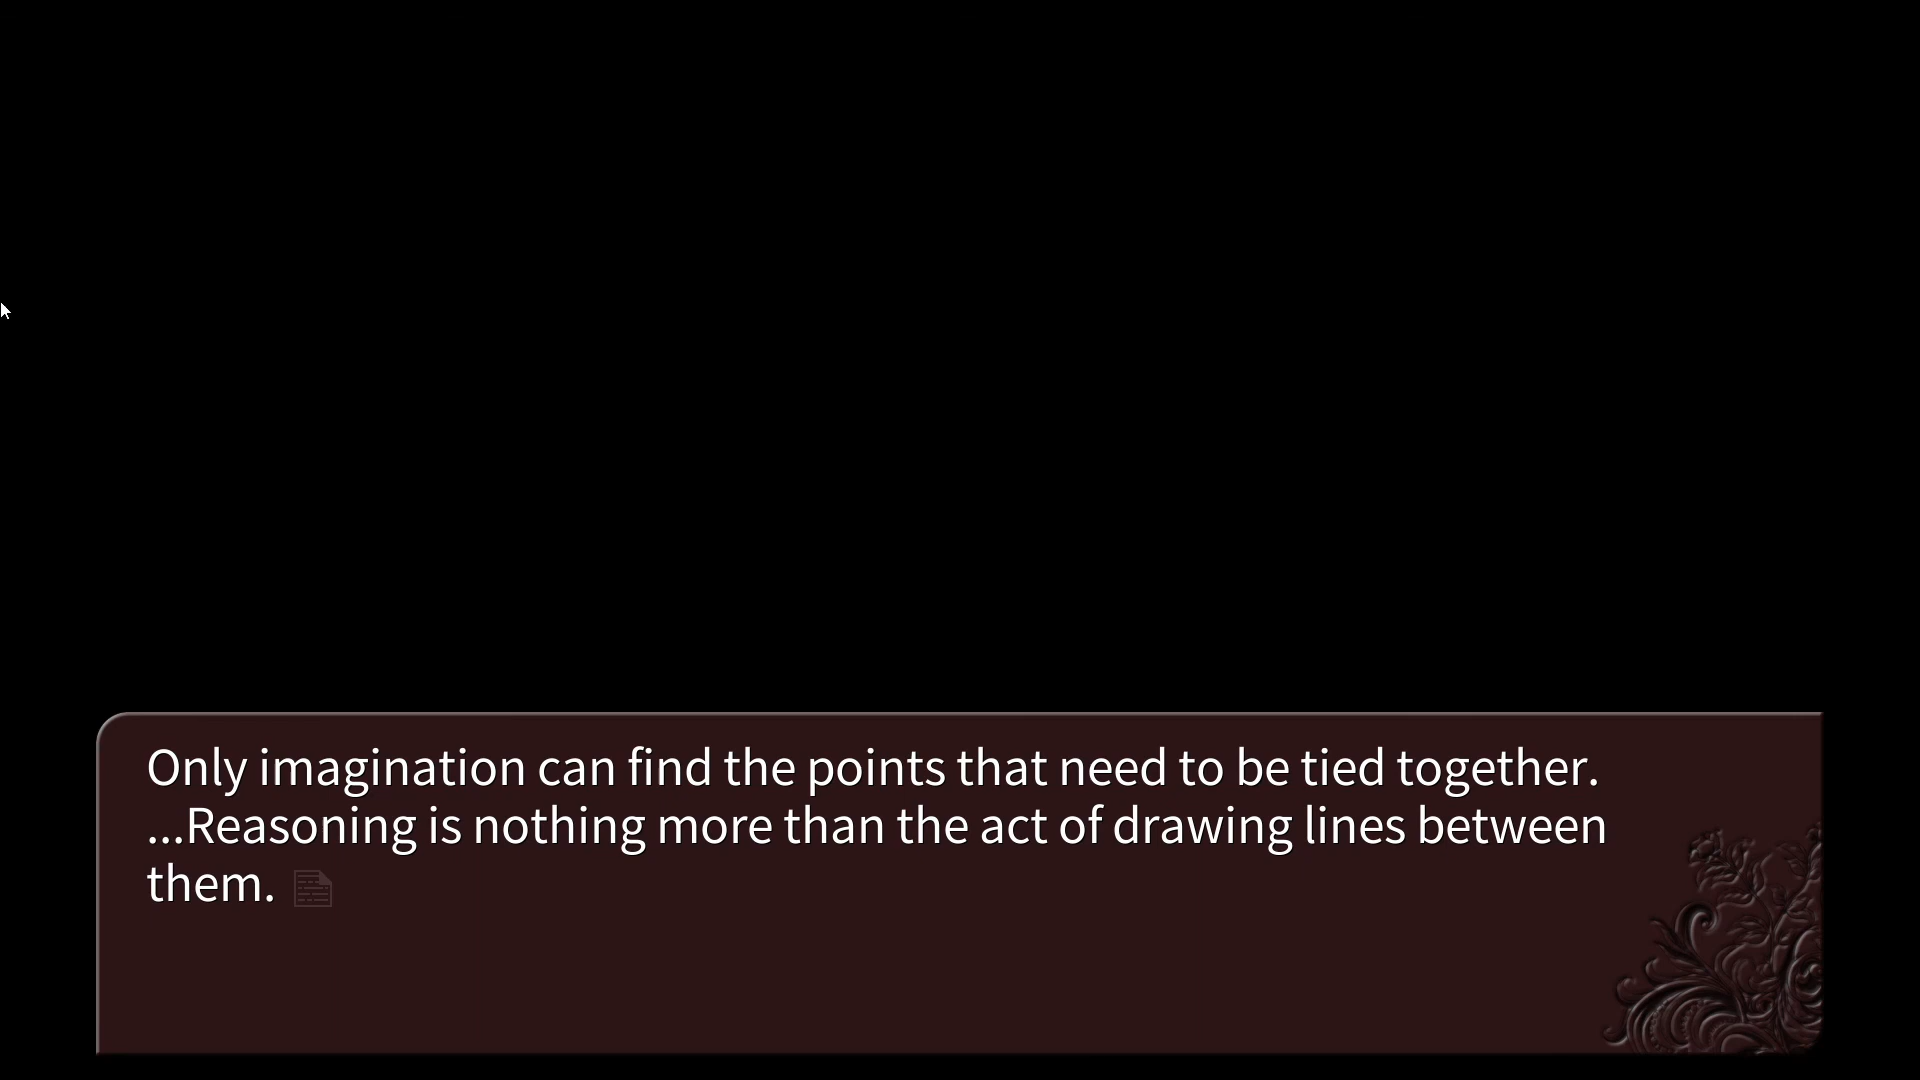 Only imagination can find the points that need to be tied together.
...Reasoning is nothing more than the act of drawing lines between
them.